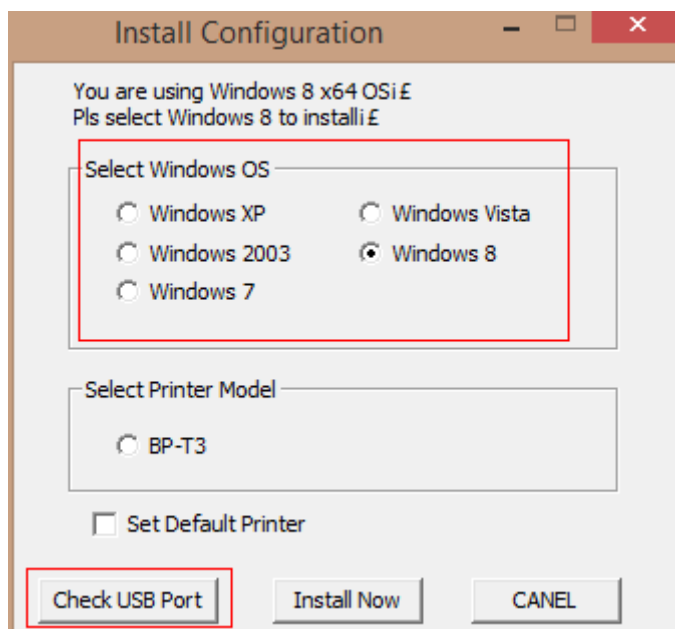 Install Configuration
You are using Windows 8 x64 OSi£
Pls select Windows 8 to installi£
Select Windows OS
Windows XP Windows Vista
Windows 2003 Windows 8
Windows 7
Select Printer Model
BP-T3
Set Default Printer
Check USB Port Install Now CANEL